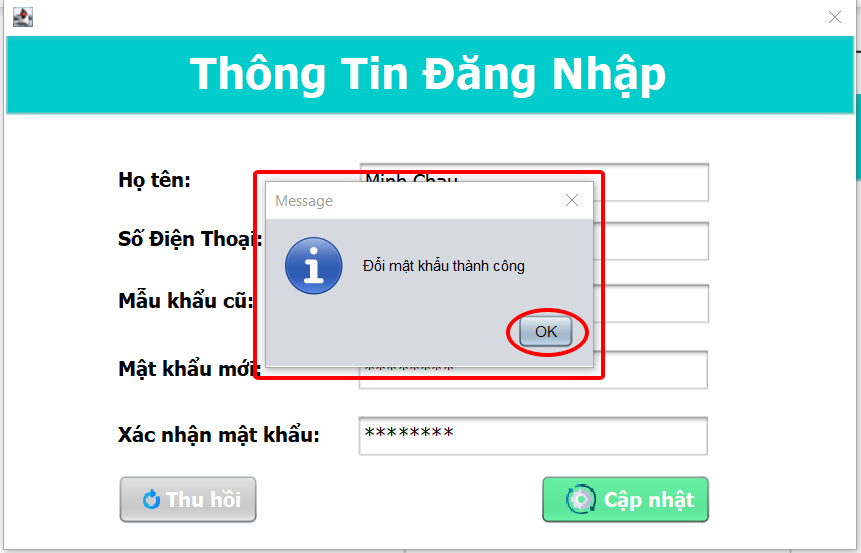 Thông Tin Đăng Nhập
Họ tên:
Minh Chau
Message
Số Điện Thoại:
Đổi mật khẩu thành công
Mẫu khẩu cũ:
OK
Mật khẩu mới:
Xác nhận mật khẩu:
********
Thu hồi
Cập nhật